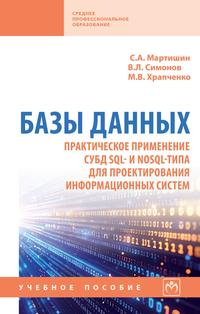 СРЕДНЕЕ
ПРОФЕССИОНАЛЬНОЕ
ОБРАЗОВАНИЕ
С.А. Мартишин
В.Л. Симонов
М.В. Храпченко
БАЗЫ ДАННЫХ
ПРАКТИЧЕСКОЕ ПРИМЕНЕНИЕ
СУБД SQL- И NOSQL-ТИПА
ДЛЯ ПРОЕКТИРОВАНИЯ
ИНФОРМАЦИОННЫХ СИСТЕМ
УЧЕБНОЕ ПОСОБИЕ